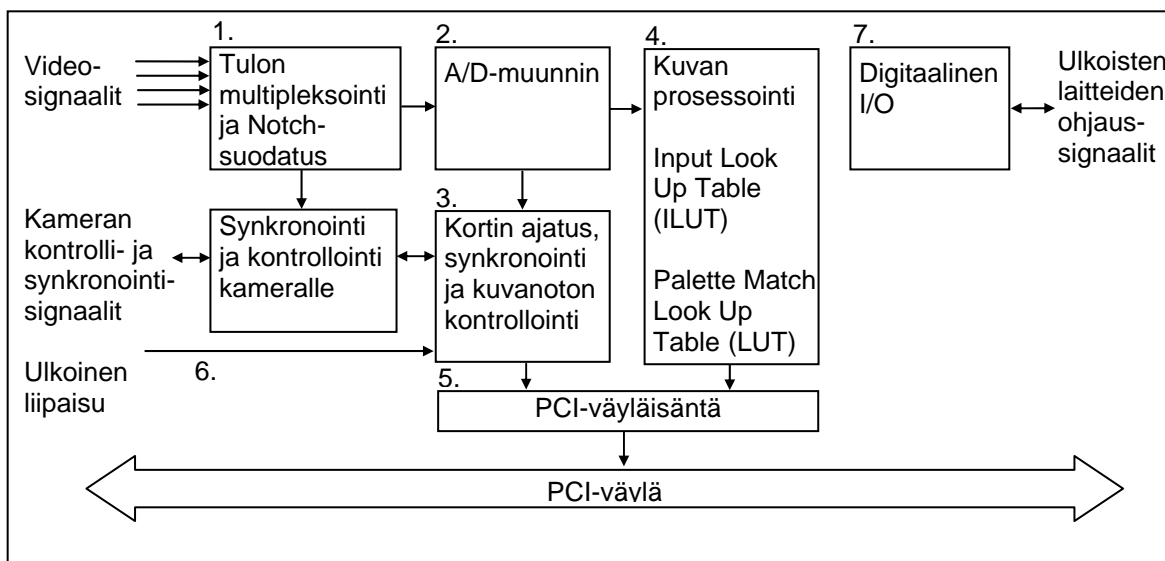 1.
Tulon
multipleksointi
ja Notch-
suodatus
2.
A/D-muunnin
4.
Kuvan
prosessointi
Input Look
Up Table
(ILUT)
Palette Match
Look Up
Table (LUT)
7.
Digitaalinen
I/O
Video-
signaalit
Ulkoisten
laitteiden
ohjaus-
signaalit
Kameran
kontrolli- ja
synkronointi-
signaalit
Synkronointi
ja kontrollointi
kameralle
3.
Kortin ajatus,
synkronointi
ja kuvanoton
kontrollointi
Ulkoinen
liipaisu
6.
5.
PCI-väyläisäntä
PCI-väylä